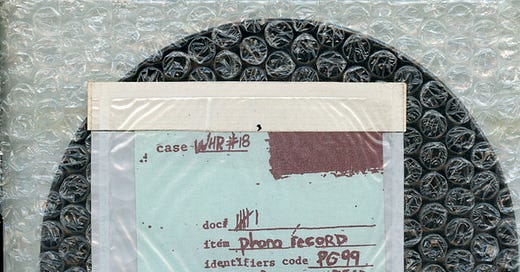 case WHR#18
doc#
item phono record
identifiers code PG99